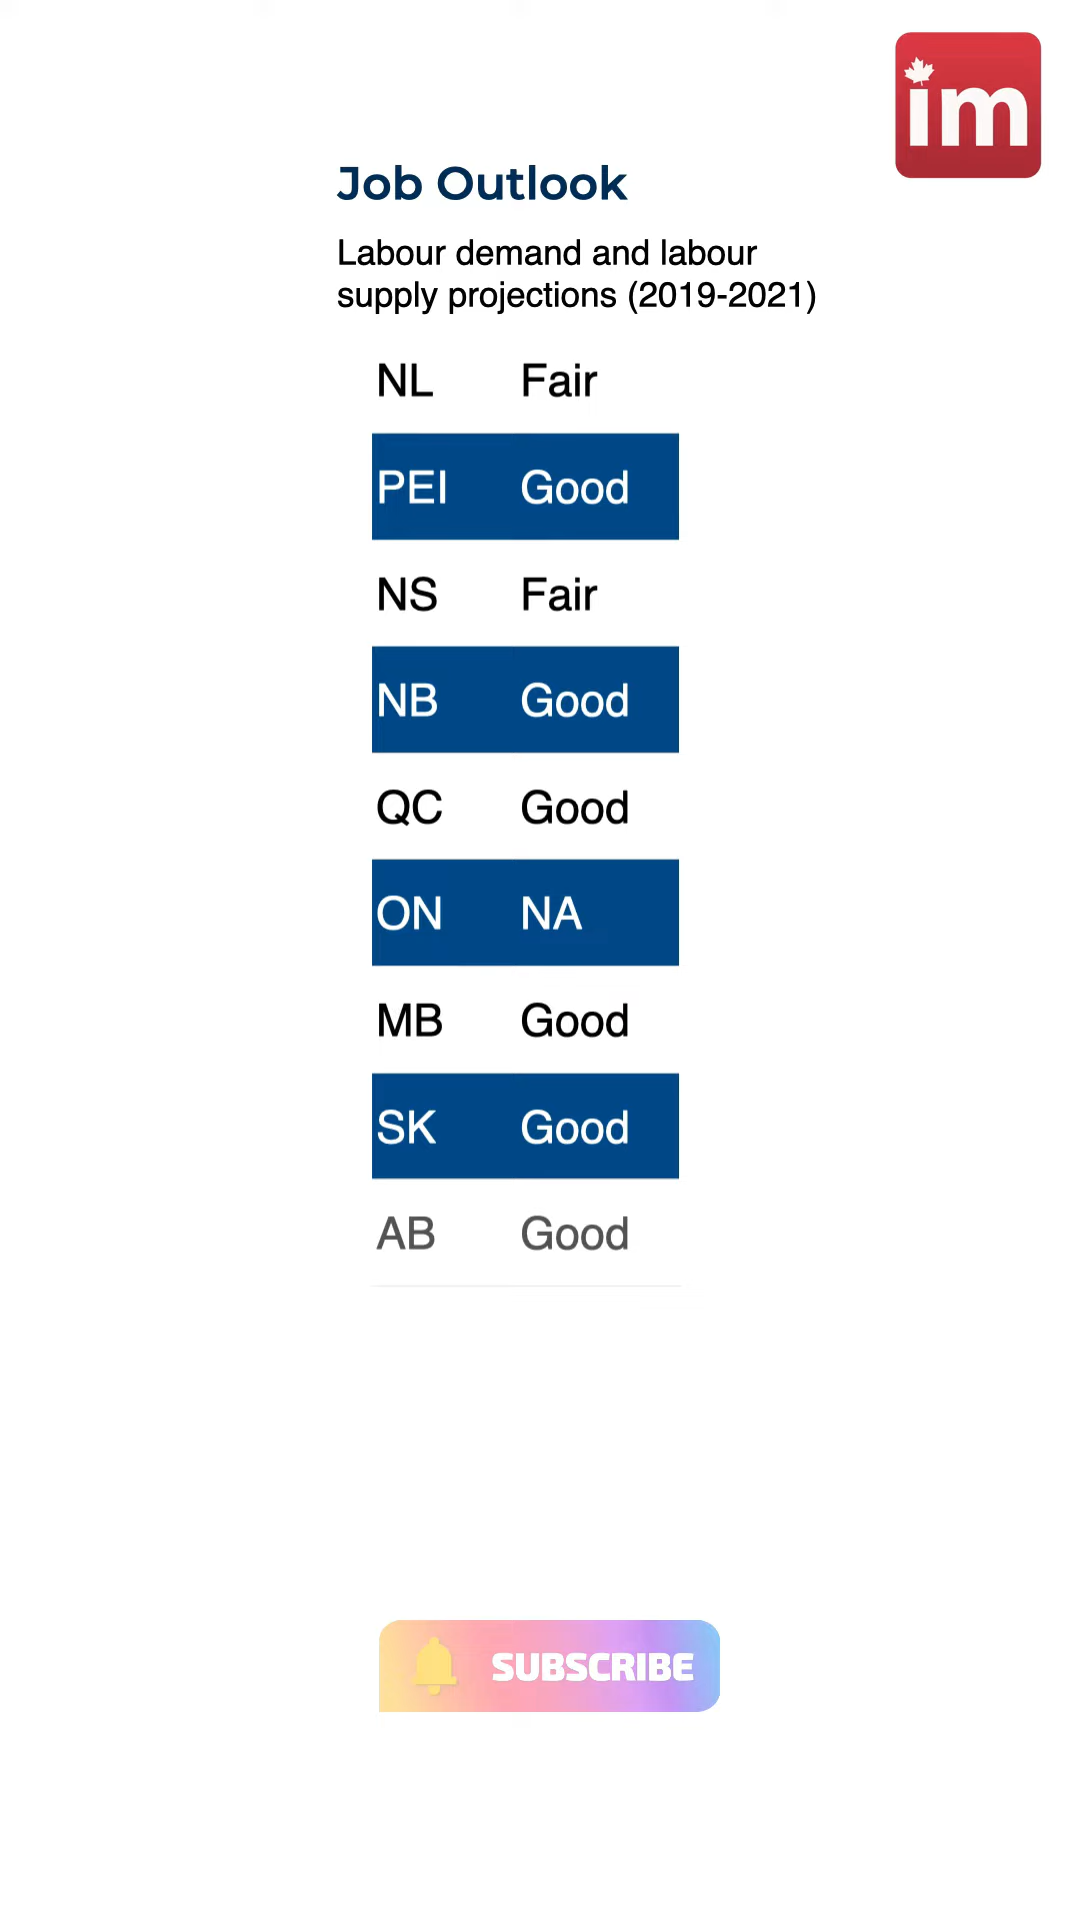 im
Job Outlook
Labour demand and labour
supply projections (2019-2021)
NL Fair
PEI Good
NS Fair
NB Good
QC Good
ON NA
MB Good
SK Good
AB Good
SUBSCRIBE